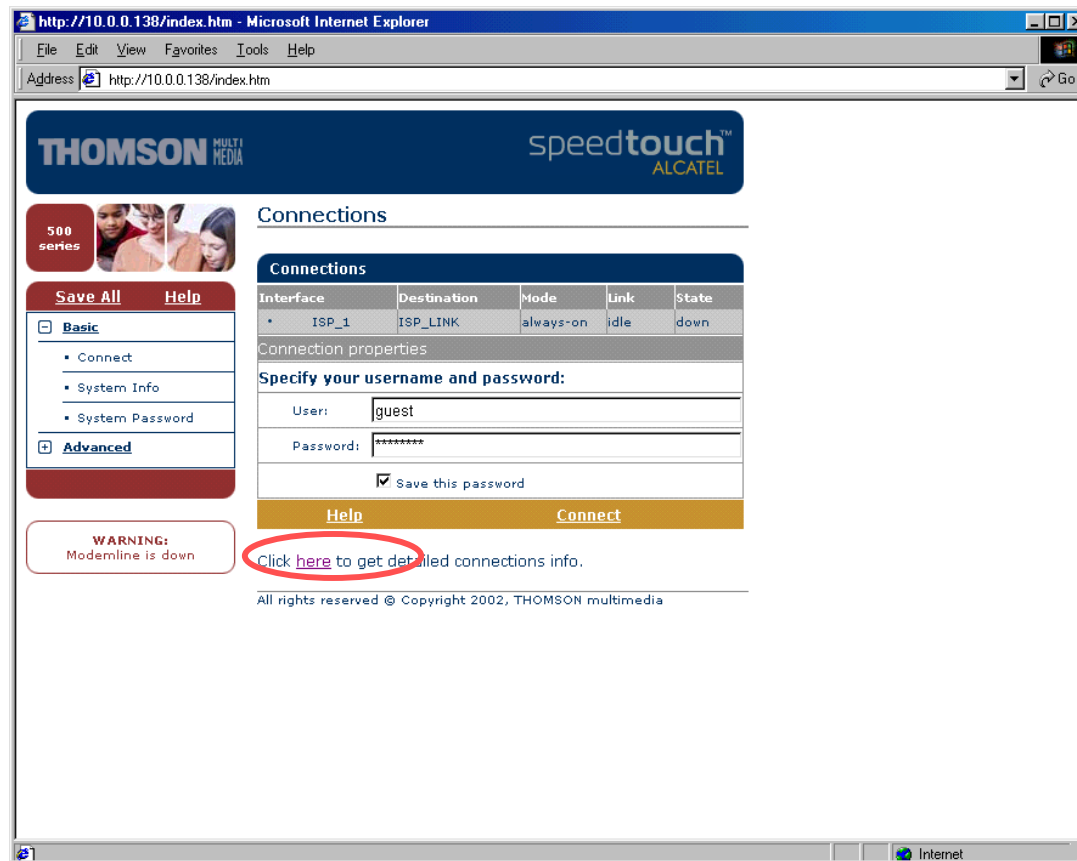 http://10.0.0.138/index.htm - Microsoft Internet Explorer
File Edit View Favorites Tools Help
Address http://10.0.0.138/index.htm Go
THOMSON MULTI MEDIA
speedtouch™
ALCATEL
500
series
Save All Help
Basic
Connect
System Info
System Password
Advanced
WARNING:
Modemline is down
Connections
Connections
Interface Destination Mode Link State
ISP_1 ISP_LINK always-on idle down
Connection properties
Specify your username and password:
User: guest
Password: ********
Save this password
Help Connect
Click here to get detailed connections info.
All rights reserved © Copyright 2002, THOMSON multimedia
Internet